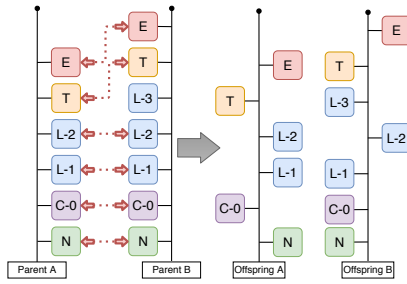 E
E
E
E
T
T
T
T
L-3
L-3
L-2
L-2
L-2
L-2
L-1
L-1
L-1
L-1
C-0
C-0
C-0
C-0
N
N
N
N
Parent A
Parent B
Offspring A
Offspring B